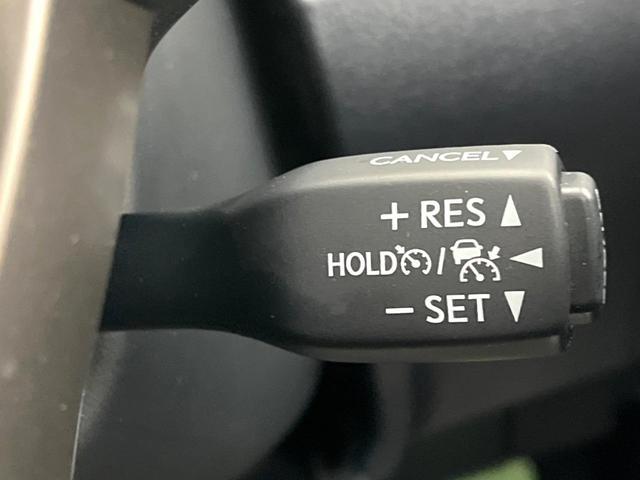 CANCEL▼
+ RES ▲
HOLD / ◀
− SET ▼